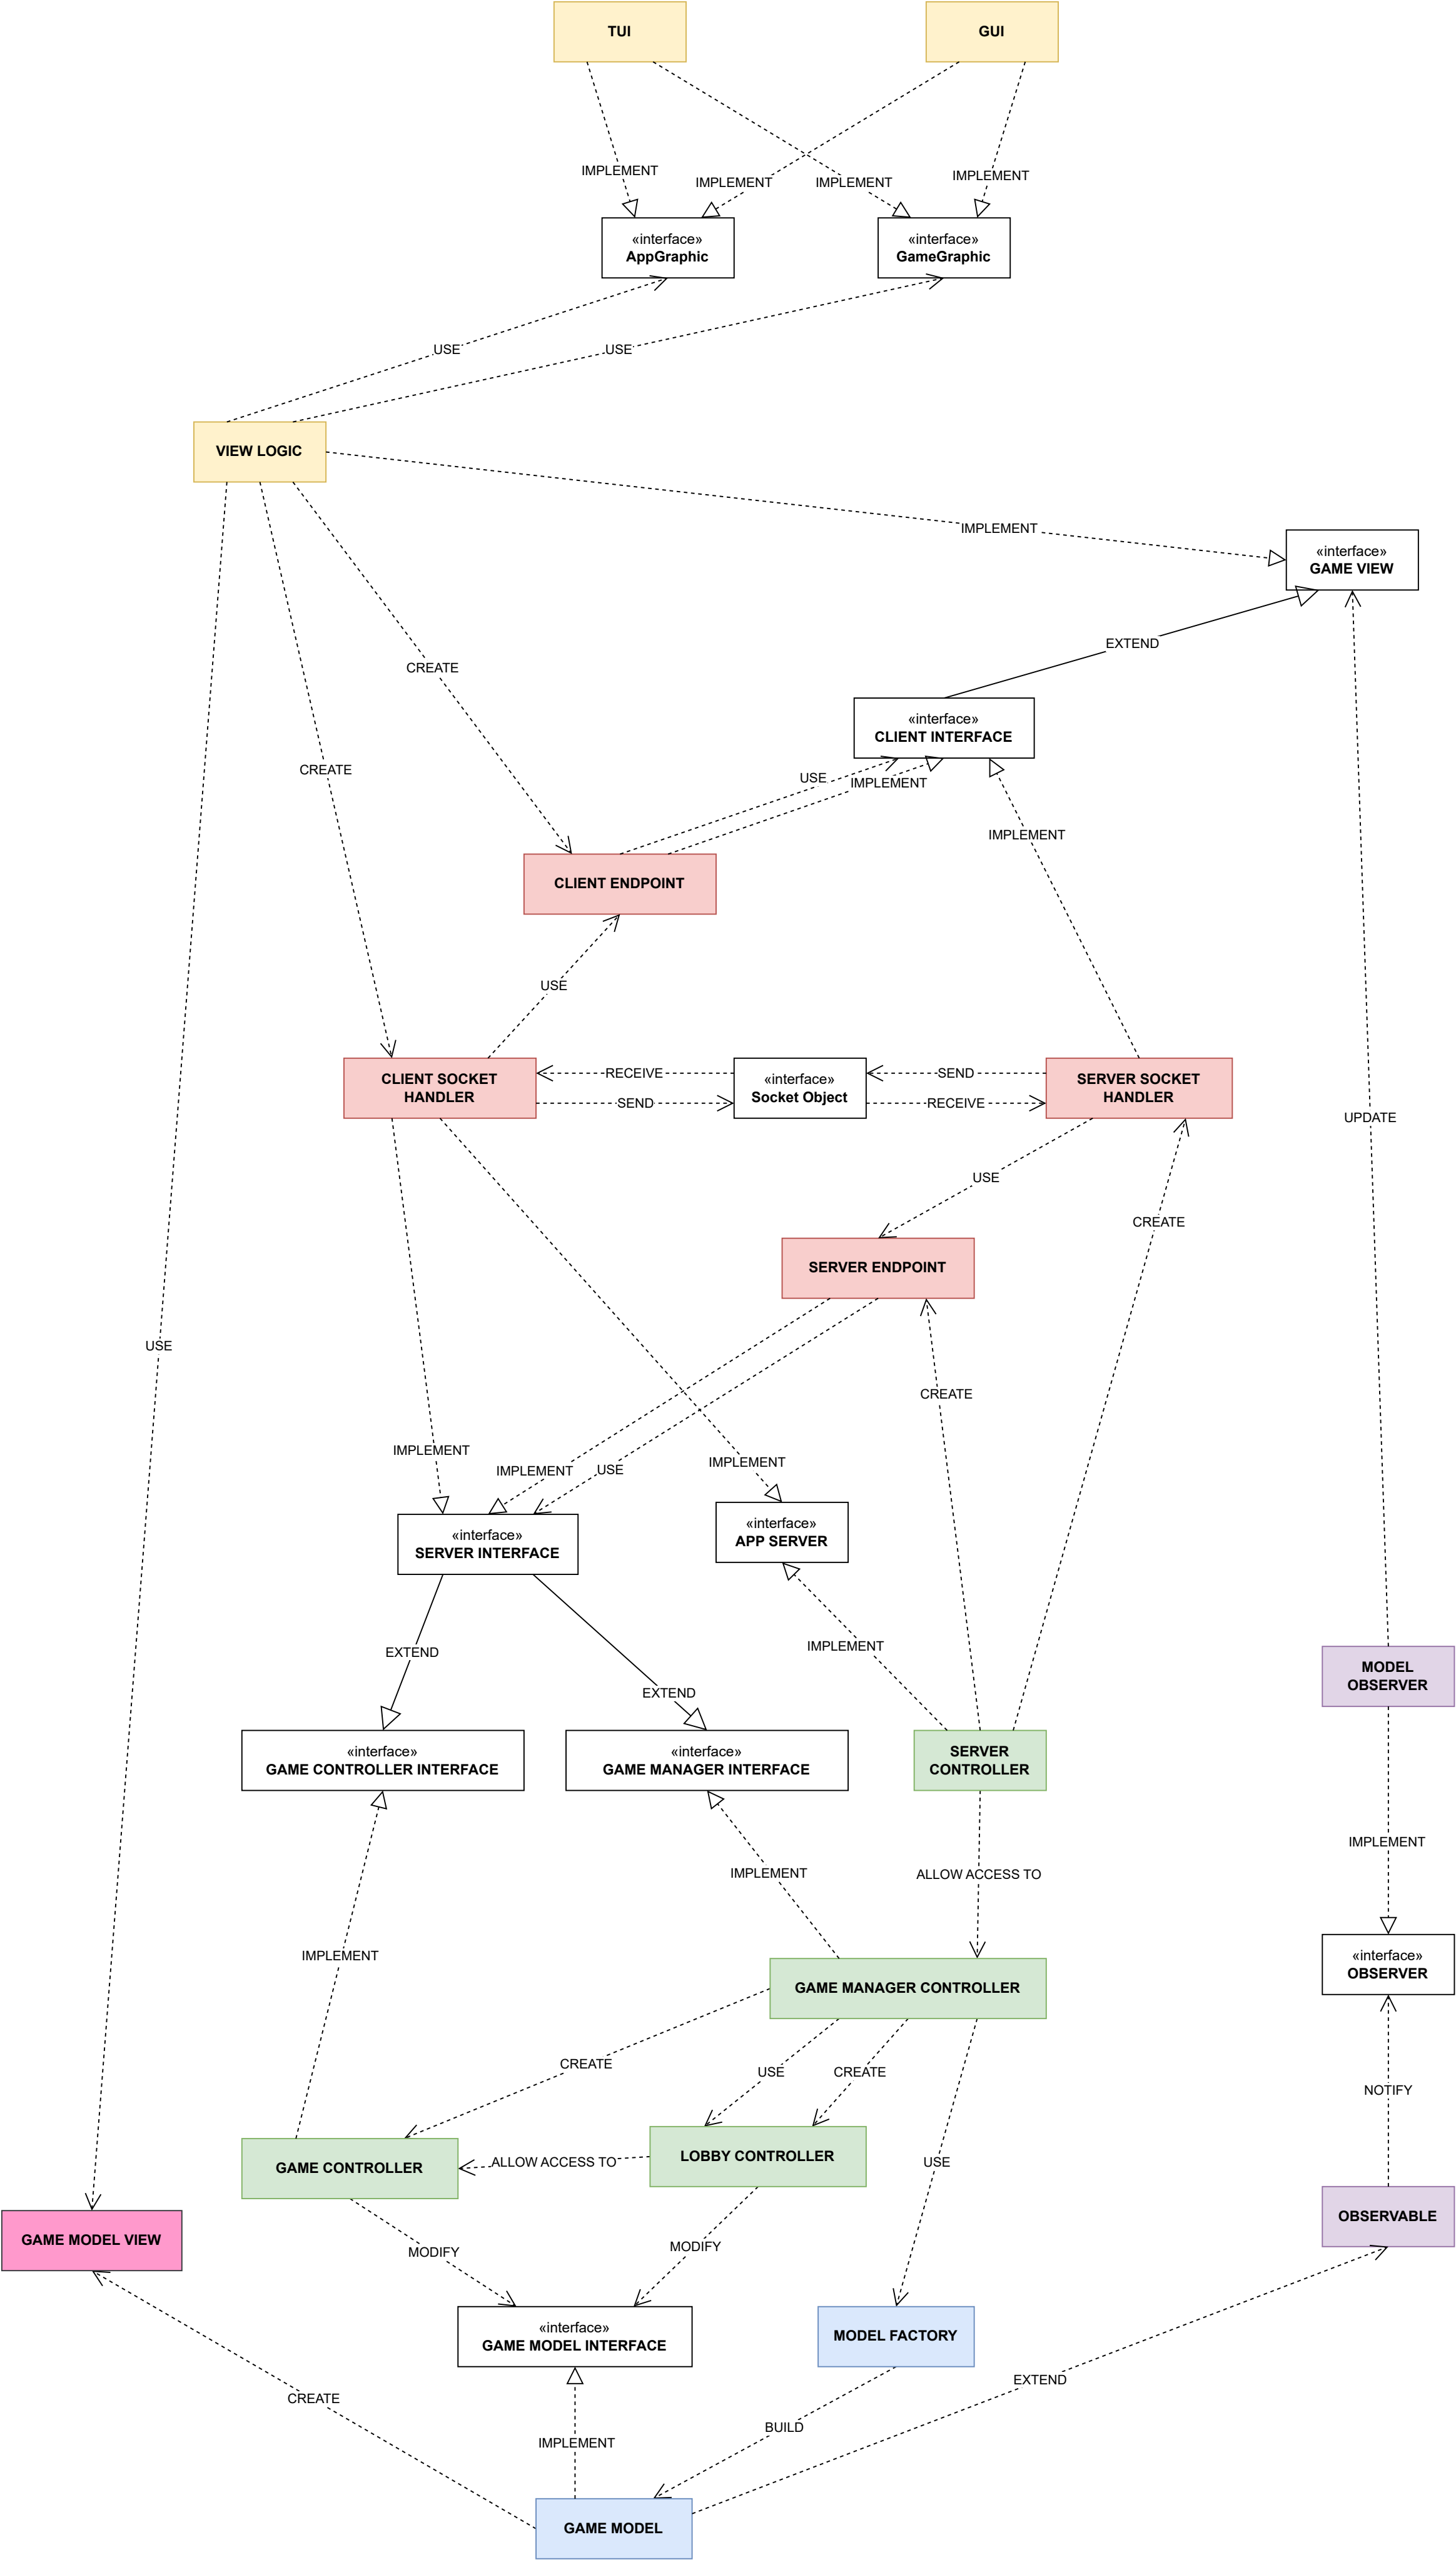 TUI
GUI
IMPLEMENT
IMPLEMENT
IMPLEMENT
IMPLEMENT
«interface»
AppGraphic
«interface»
GameGraphic
USE
USE
VIEW LOGIC
IMPLEMENT
«interface»
GAME VIEW
EXTEND
CREATE
«interface»
CLIENT INTERFACE
CREATE
USE
IMPLEMENT
IMPLEMENT
CLIENT ENDPOINT
USE
CLIENT SOCKET
HANDLER
RECEIVE
SEND
«interface»
Socket Object
SEND
RECEIVE
SERVER SOCKET
HANDLER
UPDATE
USE
CREATE
SERVER ENDPOINT
USE
CREATE
IMPLEMENT
IMPLEMENT
USE
IMPLEMENT
«interface»
SERVER INTERFACE
«interface»
APP SERVER
EXTEND
IMPLEMENT
EXTEND
MODEL
OBSERVER
«interface»
GAME CONTROLLER INTERFACE
«interface»
GAME MANAGER INTERFACE
SERVER
CONTROLLER
IMPLEMENT
IMPLEMENT
ALLOW ACCESS TO
IMPLEMENT
«interface»
OBSERVER
GAME MANAGER CONTROLLER
CREATE
USE
CREATE
NOTIFY
GAME CONTROLLER
ALLOW ACCESS TO
LOBBY CONTROLLER
USE
OBSERVABLE
GAME MODEL VIEW
MODIFY
MODIFY
«interface»
GAME MODEL INTERFACE
MODEL FACTORY
EXTEND
CREATE
BUILD
IMPLEMENT
GAME MODEL